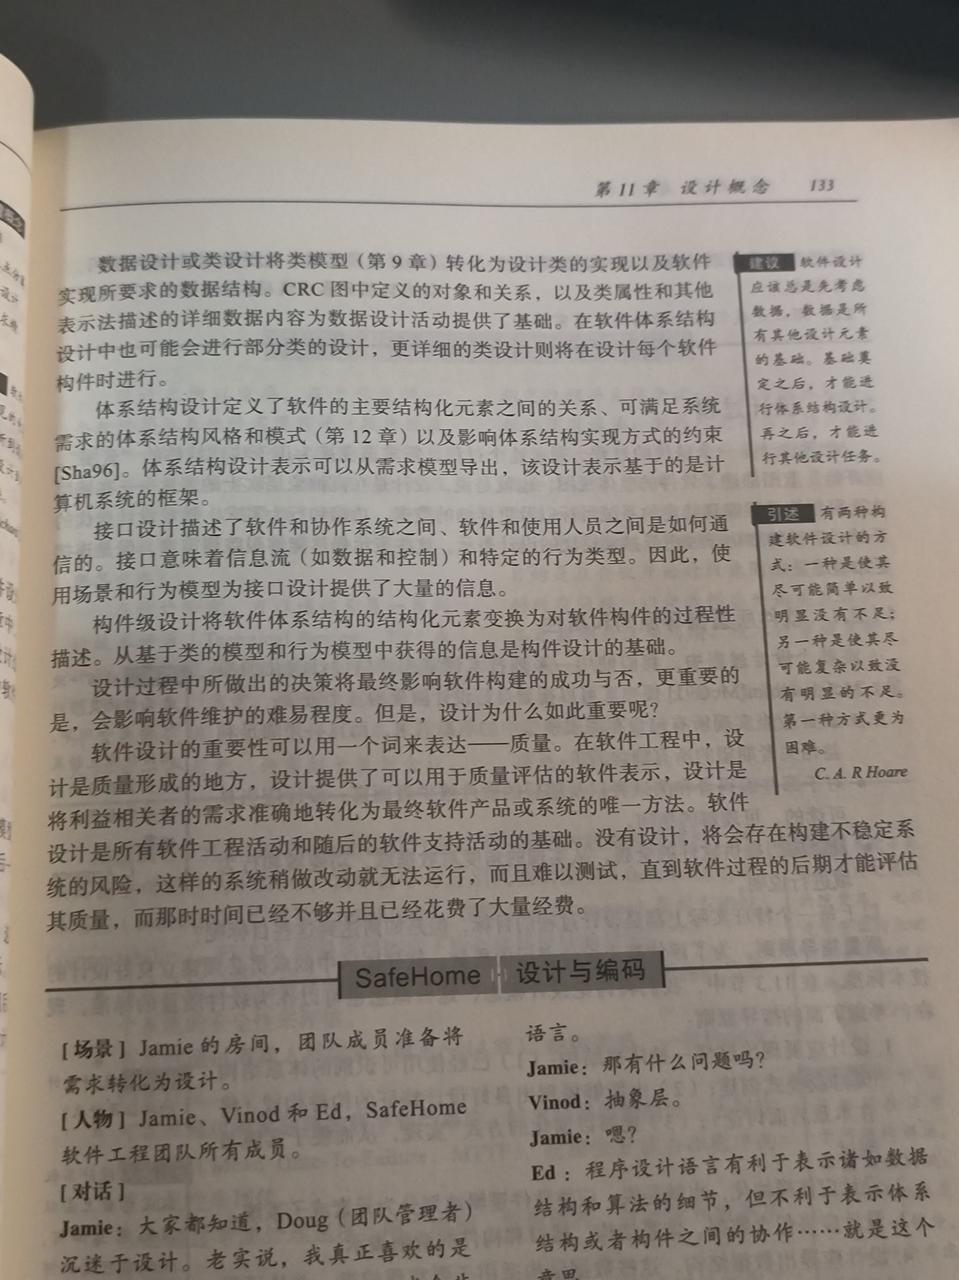 第11章 设计概念 133
数据设计或类设计将类模型（第9章）转化为设计类的实现以及软件
实现所要求的数据结构。CRC图中定义的对象和关系，以及类属性和其他
表示法描述的详细数据内容为数据设计活动提供了基础。在软件体系结构
设计中也可能会进行部分类的设计，更详细的类设计则将在设计每个软件
构件时进行。
体系结构设计定义了软件的主要结构化元素之间的关系、可满足系统
需求的体系结构风格和模式（第12章）以及影响体系结构实现方式的约束
[Sha96]。体系结构设计表示可以从需求模型导出，该设计表示基于的是计
算机系统的框架。
接口设计描述了软件和协作系统之间、软件和使用人员之间是如何通
信的。接口意味着信息流（如数据和控制）和特定的行为类型。因此，使
用场景和行为模型为接口设计提供了大量的信息。
构件级设计将软件体系结构的结构化元素变换为对软件构件的过程性
描述。从基于类的模型和行为模型中获得的信息是构件设计的基础。
设计过程中所做出的决策将最终影响软件构建的成功与否，更重要的
是，会影响软件维护的难易程度。但是，设计为什么如此重要呢？
软件设计的重要性可以用一个词来表达——质量。在软件工程中，设
计是质量形成的地方，设计提供了可以用于质量评估的软件表示，设计是
将利益相关者的需求准确地转化为最终软件产品或系统的唯一方法。软件
设计是所有软件工程活动和随后的软件支持活动的基础。没有设计，将会存在构建不稳定系
统的风险，这样的系统稍做改动就无法运行，而且难以测试，直到软件过程的后期才能评估
其质量，而那时时间已经不够并且已经花费了大量经费。
建议 软件设计
应该总是先考虑
数据，数据是所
有其他设计元素
的基础。基础奠
定之后，才能进
行体系结构设计。
再之后，才能进
行其他设计任务。
引述 有两种构
建软件设计的方
式：一种是使其
尽可能简单以致
明显没有不足；
另一种是使其尽
可能复杂以致没
有明显的不足。
第一种方式更为
困难。
C. A. R Hoare
SafeHome 设计与编码
[场景] Jamie的房间，团队成员准备将
需求转化为设计。
[人物] Jamie、Vinod和Ed，SafeHome
软件工程团队所有成员。
[对话]
Jamie：大家都知道，Doug（团队管理者）
沉迷于设计。老实说，我真正喜欢的是
语言。
Jamie：那有什么问题吗？
Vinod：抽象层。
Jamie：嗯？
Ed：程序设计语言有利于表示诸如数据
结构和算法的细节，但不利于表示体系
结构或者构件之间的协作……就是这个
意思